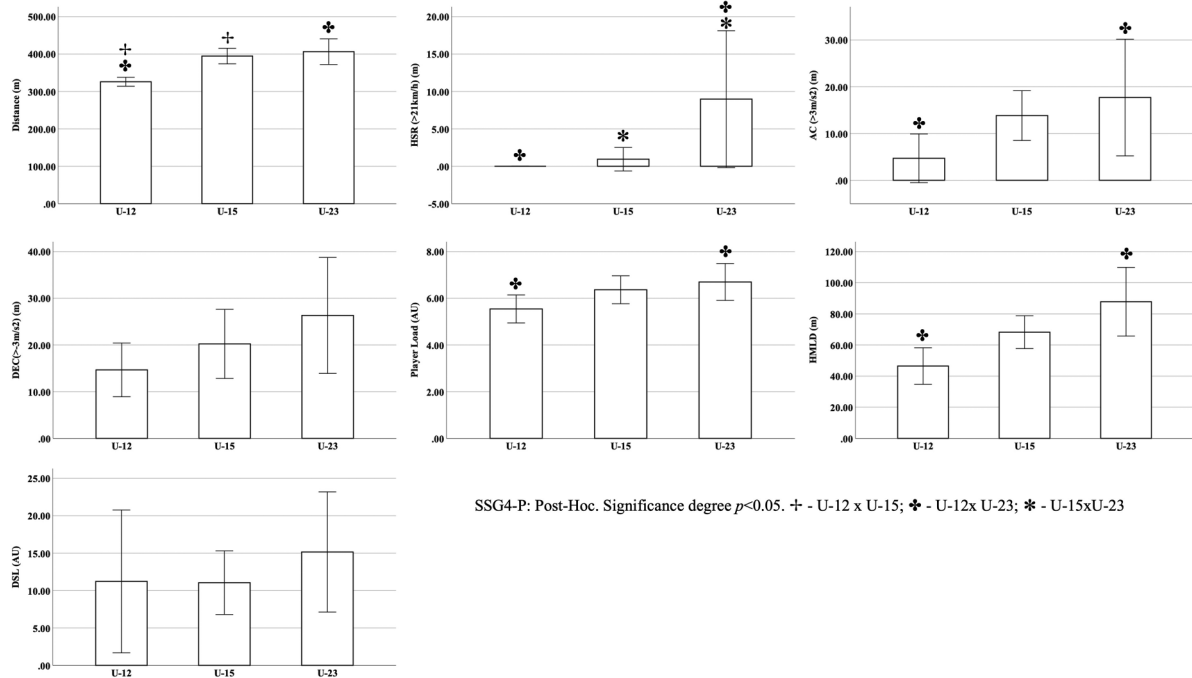 Distance (m)
500.00
400.00
300.00
200.00
100.00
.00
✢
✤
✢
✤
U-12
U-15
U-23
HSR (>21km/h) (m)
20.00
15.00
10.00
5.00
.00
-5.00
✤
✻
✤
✻
U-12
U-15
U-23
AC (>3m/s2) (m)
30.00
20.00
10.00
.00
✤
✤
U-12
U-15
U-23
DEC(>-3m/s2) (m)
40.00
30.00
20.00
10.00
.00
U-12
U-15
U-23
Player Load (AU)
8.00
6.00
4.00
2.00
.00
✤
✤
U-12
U-15
U-23
HMLD (m)
120.00
100.00
80.00
60.00
40.00
20.00
.00
✤
✤
U-12
U-15
U-23
DSL (AU)
25.00
20.00
15.00
10.00
5.00
.00
U-12
U-15
U-23
SSG4-P: Post-Hoc. Significance degree p<0.05. ✢ - U-12 x U-15; ✤ - U-12x U-23; ✻ - U-15xU-23